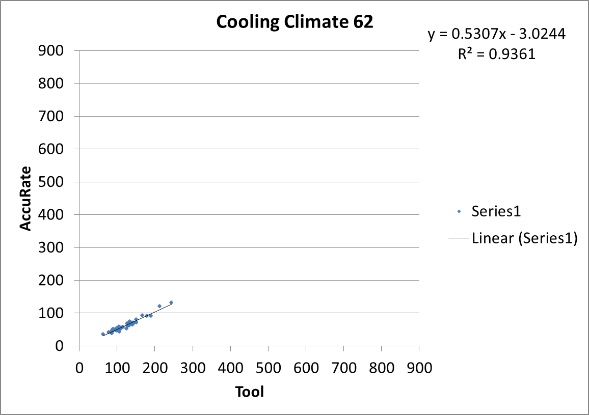 Cooling Climate 62
y = 0.5307x - 3.0244
R² = 0.9361
900
800
700
600
500
400
300
200
100
0
AccuRate
0 100 200 300 400 500 600 700 800 900
Tool
Series1
Linear (Series1)